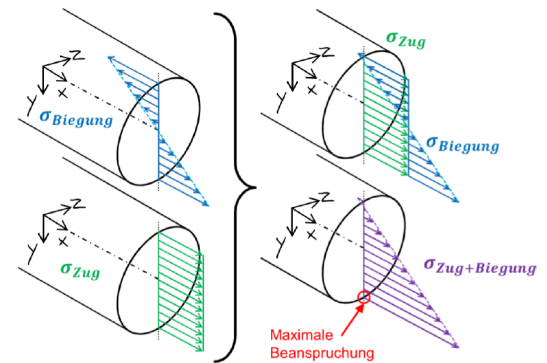 z
x
y
σBiegung
σZug
σBiegung
z
x
y
z
x
y
σZug
z
x
y
σZug+Biegung
Maximale
Beanspruchung